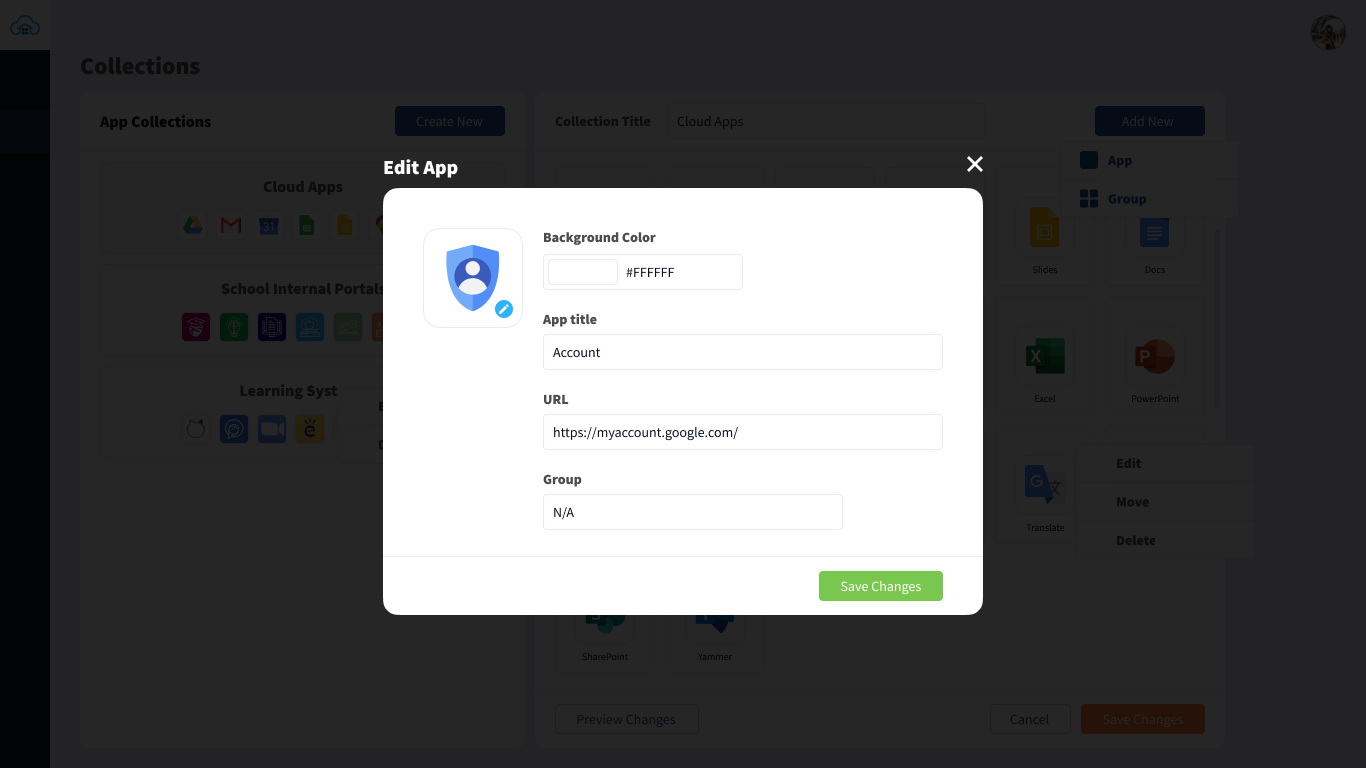 Collections
App Collections
Create New
Collection Title
Cloud Apps
Add New
App
Group
Edit App
Cloud Apps
31
School Internal Portals
Learning Syst
Background Color
#FFFFFF
App title
Account
URL
https://myaccount.google.com/
Group
N/A
Save Changes
Slides
Docs
Excel
PowerPoint
Translate
Edit
Move
Delete
SharePoint
Yammer
Preview Changes
Cancel
Save Changes